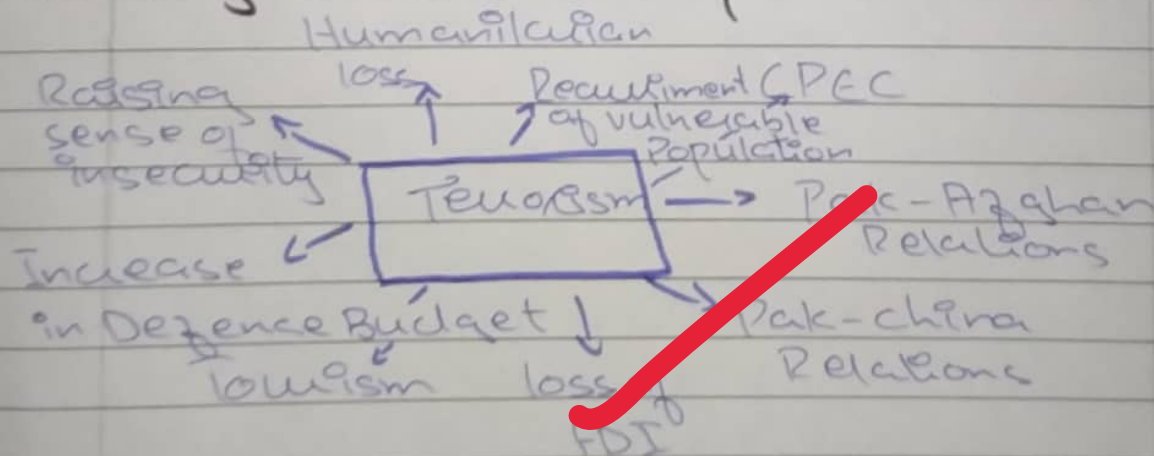 Humanilation
loss
Recruitment
of vulnerable
Population
CPEC
Raising
sense of
insecurity
Terrorism
Pak-Afghan
Relations
Increase
in Defence Budget
Pak-china
Relations
Tourism
loss of
FDI